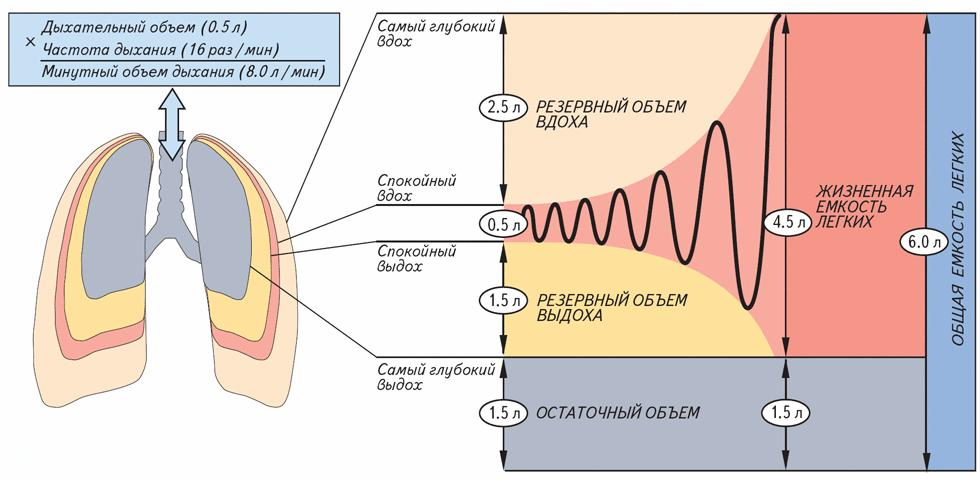 × Дыхательный объем (0.5 л)
Частота дыхания (16 раз/мин)
Минутный объем дыхания (8.0 л/мин)
Самый глубокий
вдох
2.5 л
РЕЗЕРВНЫЙ ОБЪЕМ
ВДОХА
Спокойный
вдох
0.5 л
Спокойный
выдох
1.5 л
РЕЗЕРВНЫЙ ОБЪЕМ
ВЫДОХА
Самый глубокий
выдох
1.5 л
ОСТАТОЧНЫЙ ОБЪЕМ
4.5 л
ЖИЗНЕННАЯ
ЕМКОСТЬ
ЛЕГКИХ
1.5 л
6.0 л
ОБЩАЯ ЕМКОСТЬ ЛЕГКИХ